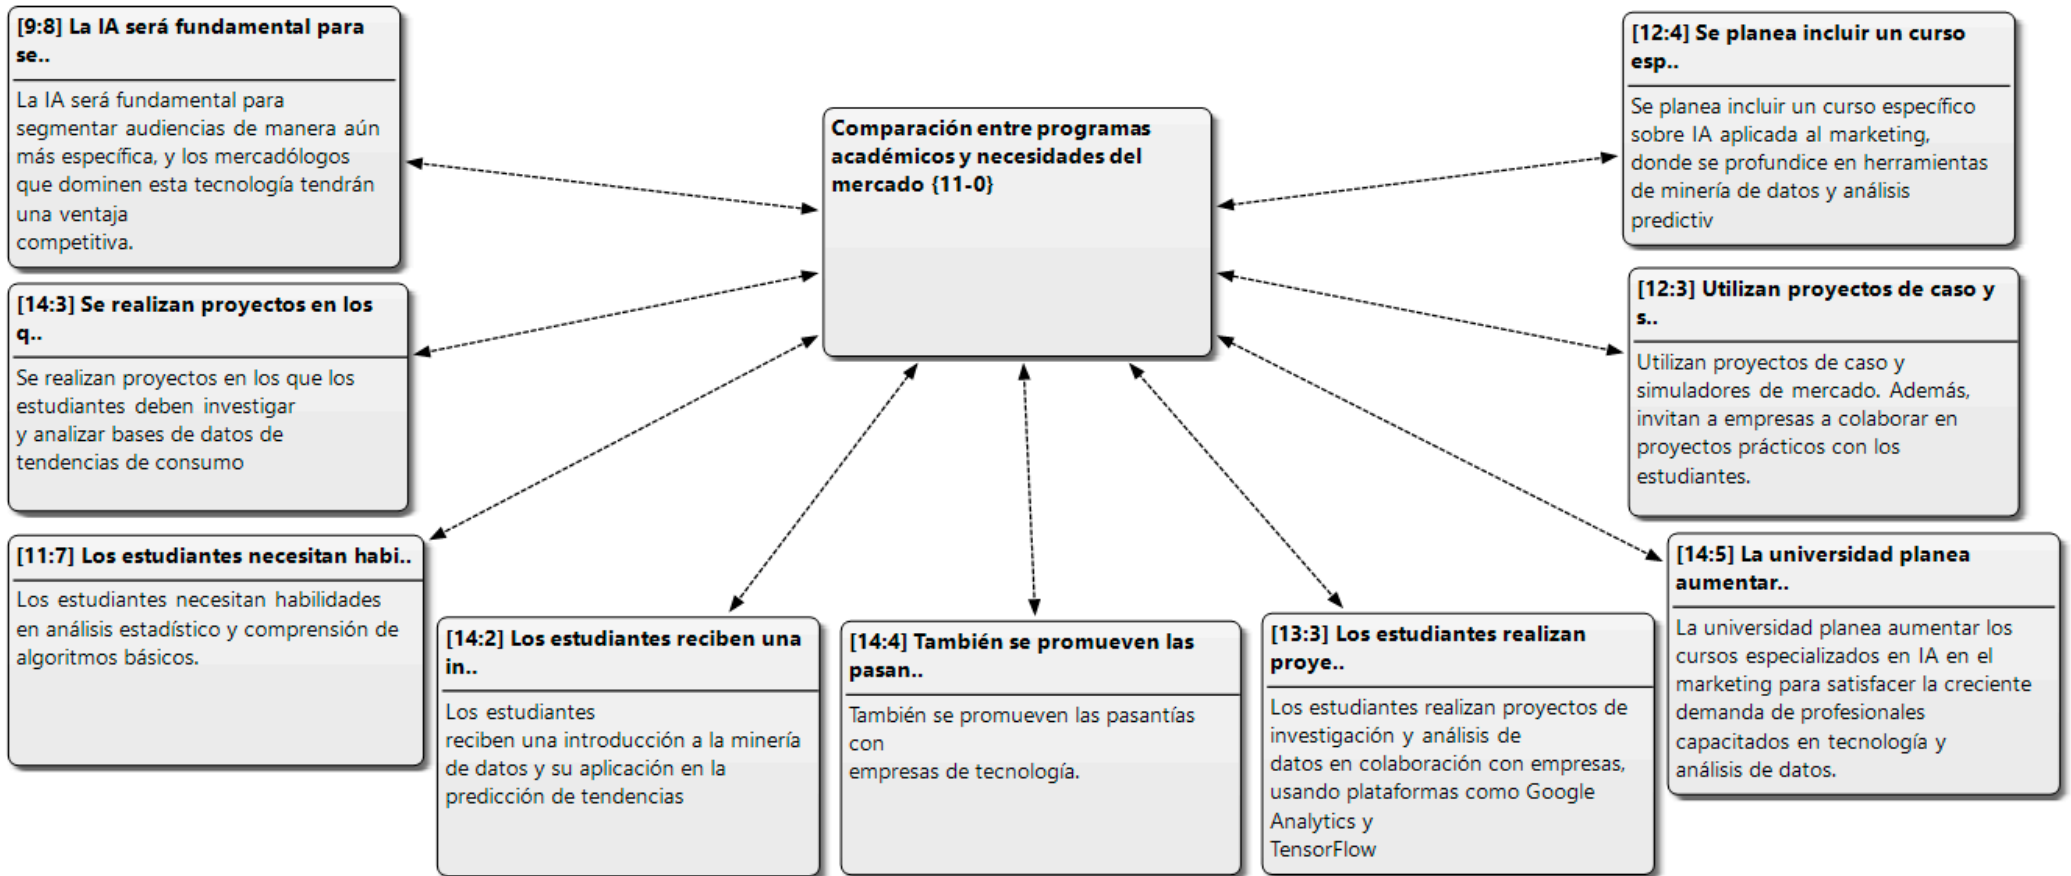 [9:8] La IA será fundamental para
se..
La IA será fundamental para
segmentar audiencias de manera aún
más específica, y los mercadólogos
que dominen esta tecnología tendrán
una ventaja
competitiva.
[14:3] Se realizan proyectos en los
q..
Se realizan proyectos en los que los
estudiantes deben investigar
y analizar bases de datos de
tendencias de consumo
[11:7] Los estudiantes necesitan habi..
Los estudiantes necesitan habilidades
en análisis estadístico y comprensión de
algoritmos básicos.
Comparación entre programas
académicos y necesidades del
mercado {11-0}
[14:2] Los estudiantes reciben una
in..
Los estudiantes
reciben una introducción a la minería
de datos y su aplicación en la
predicción de tendencias
[14:4] También se promueven las
pasan..
También se promueven las pasantías
con
empresas de tecnología.
[13:3] Los estudiantes realizan
proye..
Los estudiantes realizan proyectos de
investigación y análisis de
datos en colaboración con empresas,
usando plataformas como Google
Analytics y
TensorFlow
[12:4] Se planea incluir un curso
esp..
Se planea incluir un curso específico
sobre IA aplicada al marketing,
donde se profundice en herramientas
de minería de datos y análisis
predictiv
[12:3] Utilizan proyectos de caso y
s..
Utilizan proyectos de caso y
simuladores de mercado. Además,
invitan a empresas a colaborar en
proyectos prácticos con los
estudiantes.
[14:5] La universidad planea
aumentar..
La universidad planea aumentar los
cursos especializados en IA en el
marketing para satisfacer la creciente
demanda de profesionales
capacitados en tecnología y
análisis de datos.